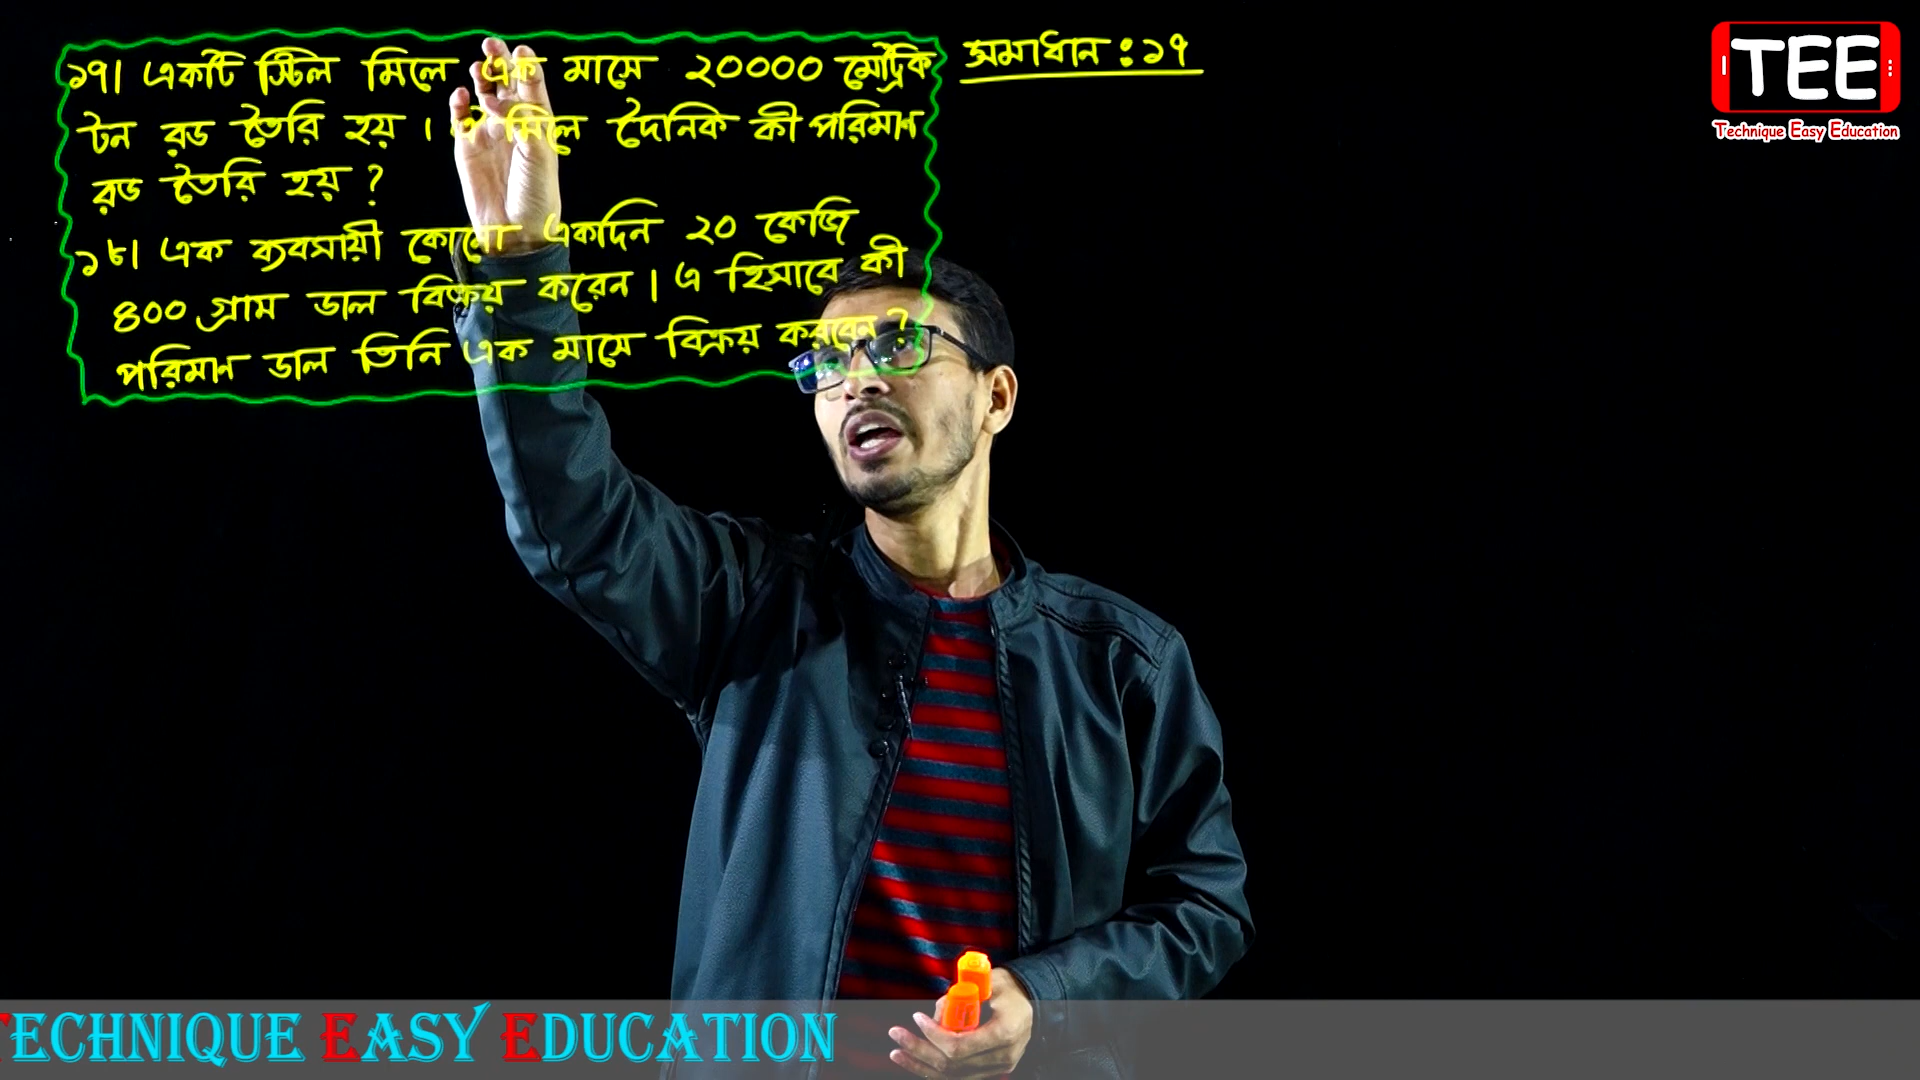 ১৭। একটি স্টিল মিলে এক মাসে ২০০০০ মেট্রিক
টন রড তৈরি হয়। ঐ মিলে দৈনিক কী পরিমাণ
রড তৈরি হয়?
১৮। এক ব্যবসায়ী কোনো একদিন ২০ কেজি
৪০০ গ্রাম ডাল বিক্রয় করেন। এ হিসাবে কী
পরিমাণ ডাল তিনি এক মাসে বিক্রয় করবেন?
সমাধান : ১৭
TEE
Technique Easy Education
TECHNIQUE EASY EDUCATION